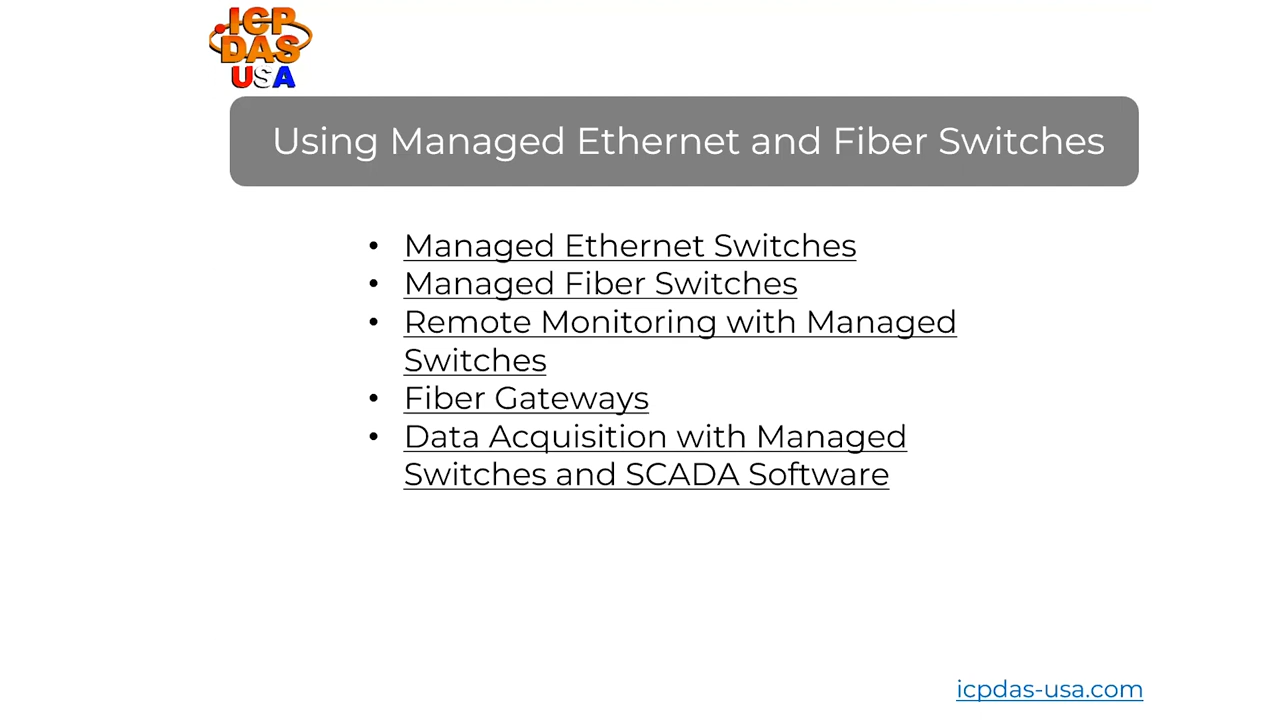 ICP
DAS
USA
Using Managed Ethernet and Fiber Switches
• Managed Ethernet Switches
• Managed Fiber Switches
• Remote Monitoring with Managed
Switches
• Fiber Gateways
• Data Acquisition with Managed
Switches and SCADA Software
icpdas-usa.com